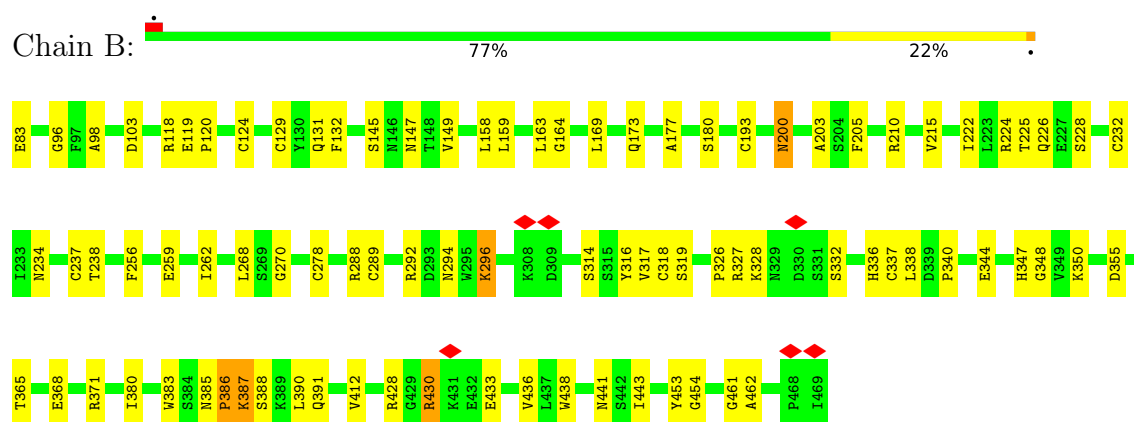 Chain B:
77%
22%
E83 G96 F97 A98 D103 R118 E119 P120 C124 C129 Y130 Q131 F132 S145 N146 N147 T148 V149 L158 L159 L163 G164 L169 Q173 A177 S180 C193 N200 A203 S204 F205 R210 V215 I222 L223 R224 T225 Q226 E227 S228 C232
I233 N234 C237 T238 F256 E259 I262 L268 S269 G270 C278 R288 C289 R292 D293 N294 W295 K296 K308 D309 S314 S315 Y316 V317 C318 S319 P326 R327 K328 N329 D330 S331 S332 H336 C337 L338 D339 P340 E344 H347 G348 V349 K350 D355
T365 E368 R371 I380 W383 S384 N385 P386 K387 S388 K389 L390 Q391 V412 R428 G429 R430 K431 E432 E433 V436 L437 W438 N441 S442 I443 Y453 G454 G461 A462 P468 I469